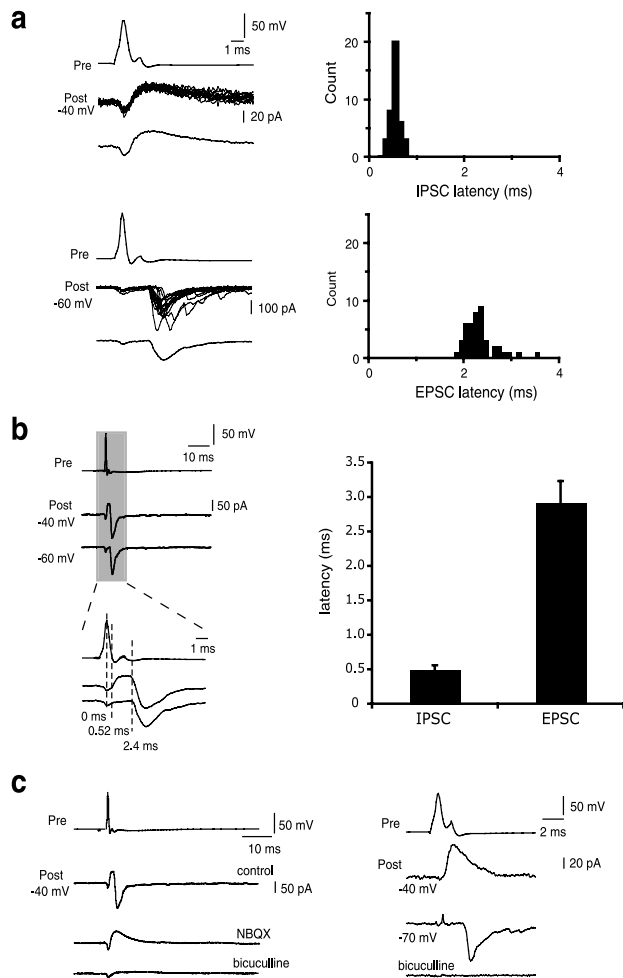 a
50 mV
1 ms
Pre
Post
-40 mV
20 pA
Count
20
10
0
0
2
4
IPSC latency (ms)
Pre
Post
-60 mV
100 pA
Count
20
10
0
0
2
4
EPSC latency (ms)
b
50 mV
10 ms
Pre
Post
-40 mV
50 pA
-60 mV
1 ms
0 ms
0.52 ms
2.4 ms
latency (ms)
3.5
3.0
2.5
2.0
1.5
1.0
0.5
0
IPSC
EPSC
c
Pre
50 mV
10 ms
Post
-40 mV
control
50 pA
NBQX
bicuculline
Pre
50 mV
2 ms
Post
-40 mV
20 pA
-70 mV
bicuculline